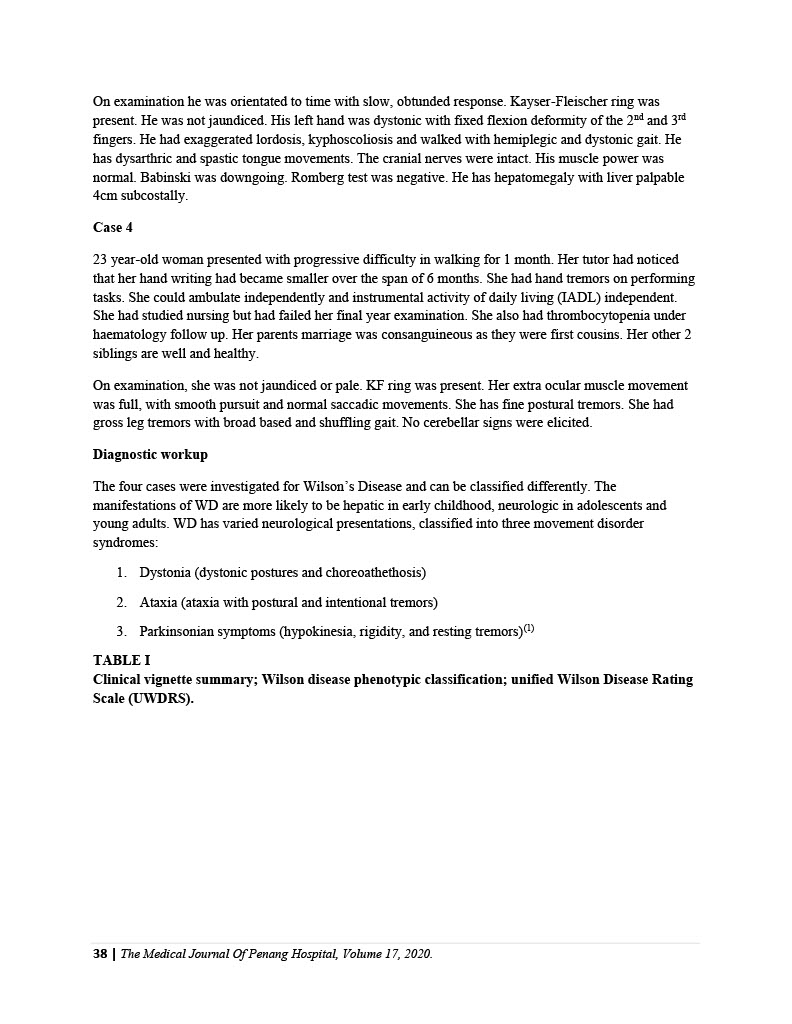 On examination he was orientated to time with slow, obtunded response. Kayser-Fleischer ring was
present. He was not jaundiced. His left hand was dystonic with fixed flexion deformity of the 2nd and 3rd
fingers. He had exaggerated lordosis, kyphoscoliosis and walked with hemiplegic and dystonic gait. He
has dysarthric and spastic tongue movements. The cranial nerves were intact. His muscle power was
normal. Babinski was downgoing. Romberg test was negative. He has hepatomegaly with liver palpable
4cm subcostally.
Case 4
23 year-old woman presented with progressive difficulty in walking for 1 month. Her tutor had noticed
that her hand writing had became smaller over the span of 6 months. She had hand tremors on performing
tasks. She could ambulate independently and instrumental activity of daily living (IADL) independent.
She had studied nursing but had failed her final year examination. She also had thrombocytopenia under
haematology follow up. Her parents marriage was consanguineous as they were first cousins. Her other 2
siblings are well and healthy.
On examination, she was not jaundiced or pale. KF ring was present. Her extra ocular muscle movement
was full, with smooth pursuit and normal saccadic movements. She has fine postural tremors. She had
gross leg tremors with broad based and shuffling gait. No cerebellar signs were elicited.
Diagnostic workup
The four cases were investigated for Wilson’s Disease and can be classified differently. The
manifestations of WD are more likely to be hepatic in early childhood, neurologic in adolescents and
young adults. WD has varied neurological presentations, classified into three movement disorder
syndromes:
1. Dystonia (dystonic postures and choreoathethosis)
2. Ataxia (ataxia with postural and intentional tremors)
3. Parkinsonian symptoms (hypokinesia, rigidity, and resting tremors)(1)
TABLE I
Clinical vignette summary; Wilson disease phenotypic classification; unified Wilson Disease Rating
Scale (UWDRS).
38 | The Medical Journal Of Penang Hospital, Volume 17, 2020.